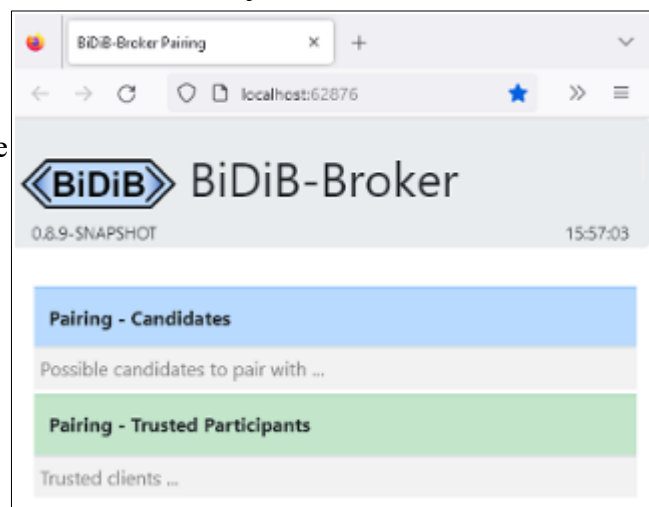 BiDiB-Broker Pairing
localhost:62876
e
BiDiB BiDiB-Broker
0.8.9-SNAPSHOT 15:57:03
Pairing - Candidates
Possible candidates to pair with ...
Pairing - Trusted Participants
Trusted clients ...